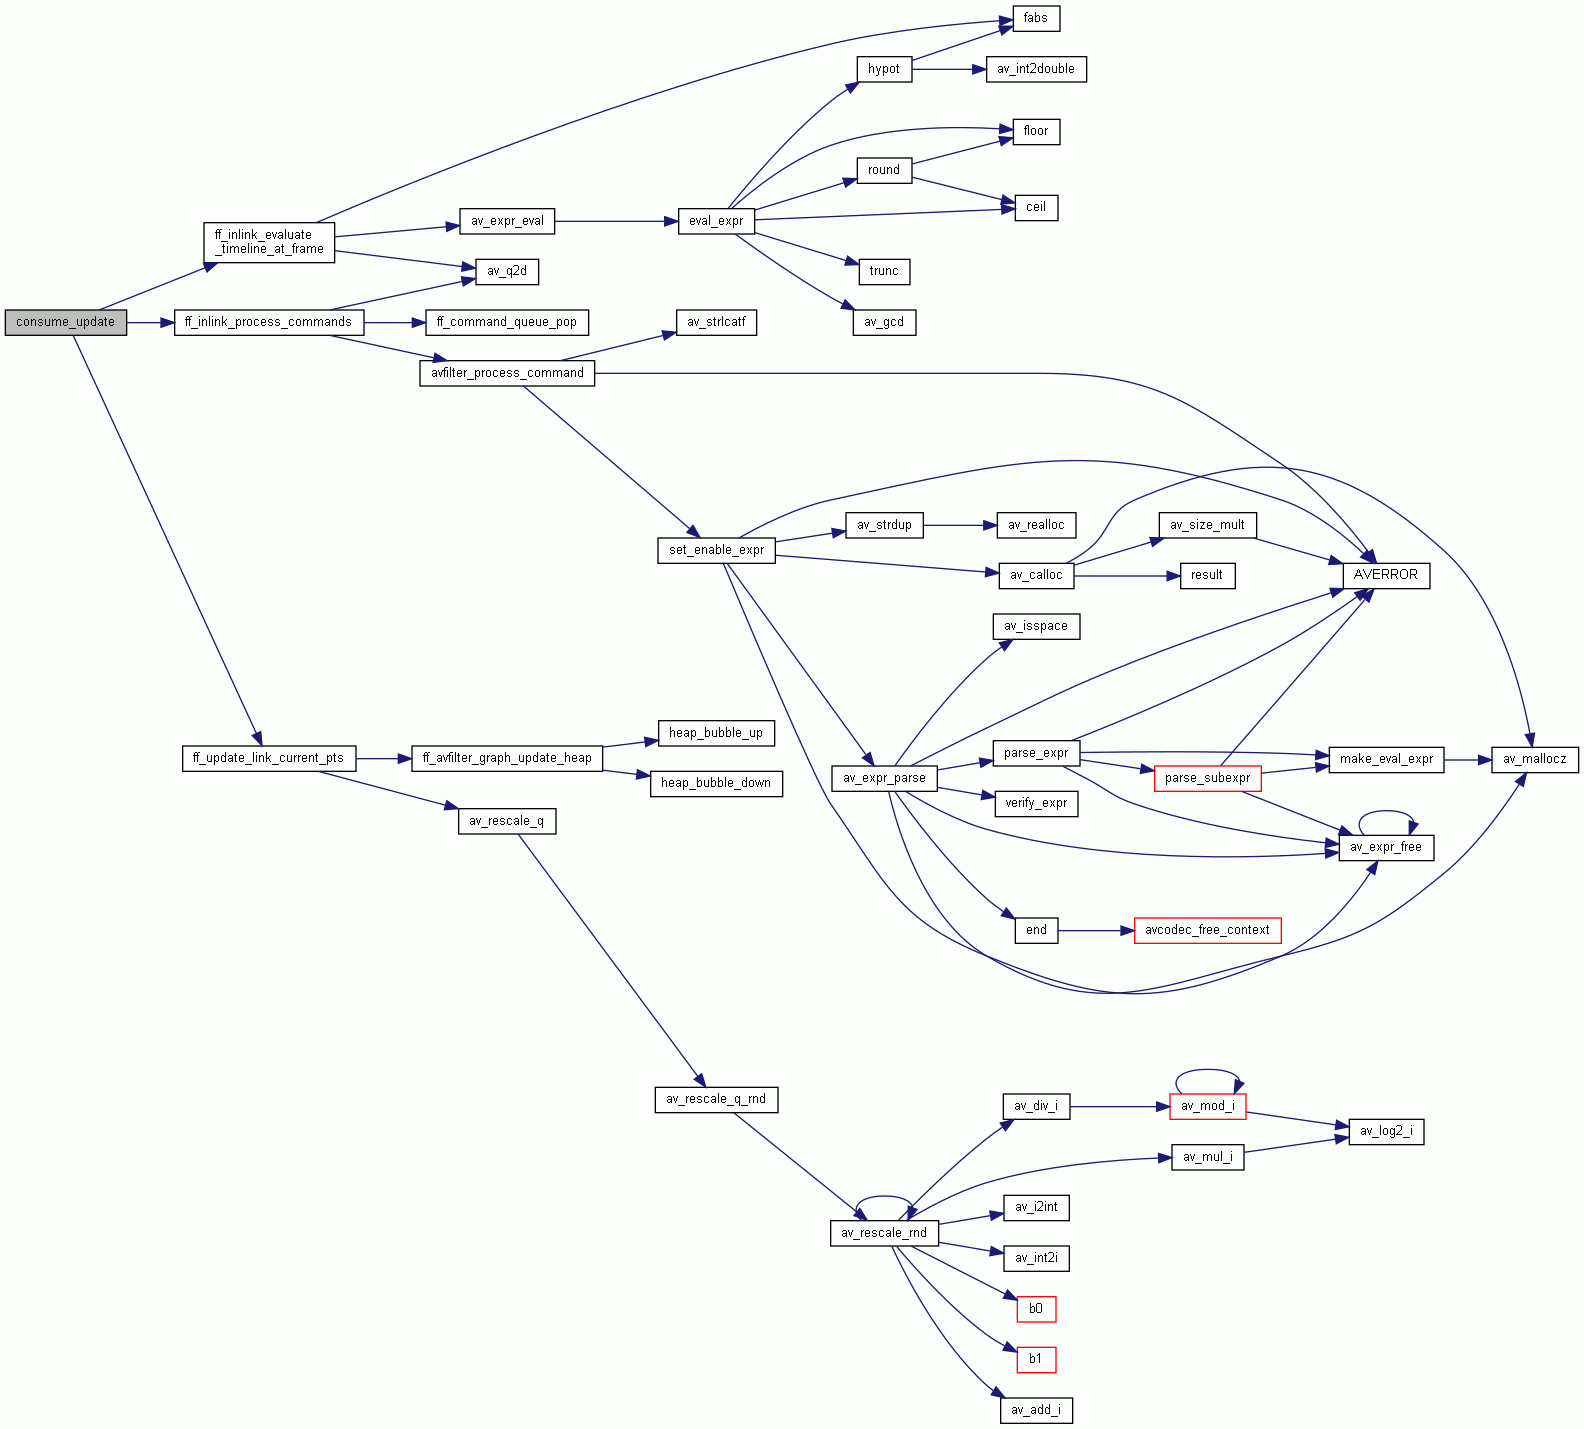 fabs
hypot
av_int2double
floor
round
ceil
av_expr_eval
eval_expr
ff_inlink_evaluate
_timeline_at_frame
av_q2d
trunc
consume_update
ff_inlink_process_commands
ff_command_queue_pop
av_strlcatf
av_gcd
avfilter_process_command
av_strdup
av_realloc
av_size_mult
set_enable_expr
av_calloc
result
AVERROR
av_isspace
heap_bubble_up
ff_update_link_current_pts
ff_avfilter_graph_update_heap
parse_expr
make_eval_expr
av_mallocz
heap_bubble_down
av_expr_parse
parse_subexpr
verify_expr
av_rescale_q
av_expr_free
end
avcodec_free_context
av_rescale_q_rnd
av_div_i
av_mod_i
av_log2_i
av_mul_i
av_i2int
av_rescale_rnd
av_int2i
b0
b1
av_add_i